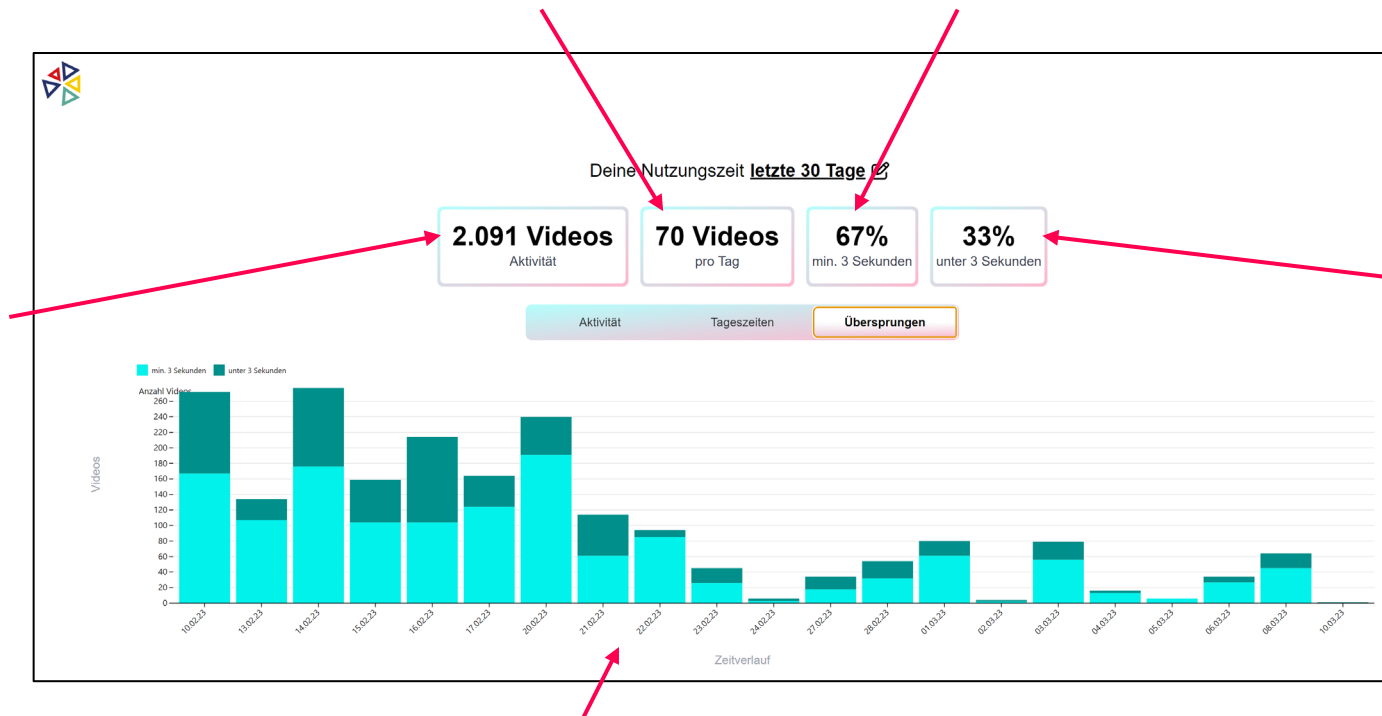 Deine Nutzungszeit letzte 30 Tage
2.091 Videos
Aktivität
70 Videos
pro Tag
67%
min. 3 Sekunden
33%
unter 3 Sekunden
Aktivität Tageszeiten Übersprungen
min. 3 Sekunden unter 3 Sekunden
Anzahl Videos
260
240
220
200
180
160
140
120
100
80
60
40
20
0
Videos
10.02.23 13.02.23 14.02.23 15.02.23 16.02.23 17.02.23 20.02.23 21.02.23 22.02.23 23.02.23 24.02.23 27.02.23 28.02.23 01.03.23 02.03.23 03.03.23 04.03.23 05.03.23 06.03.23 08.03.23 10.03.23
Zeitverlauf